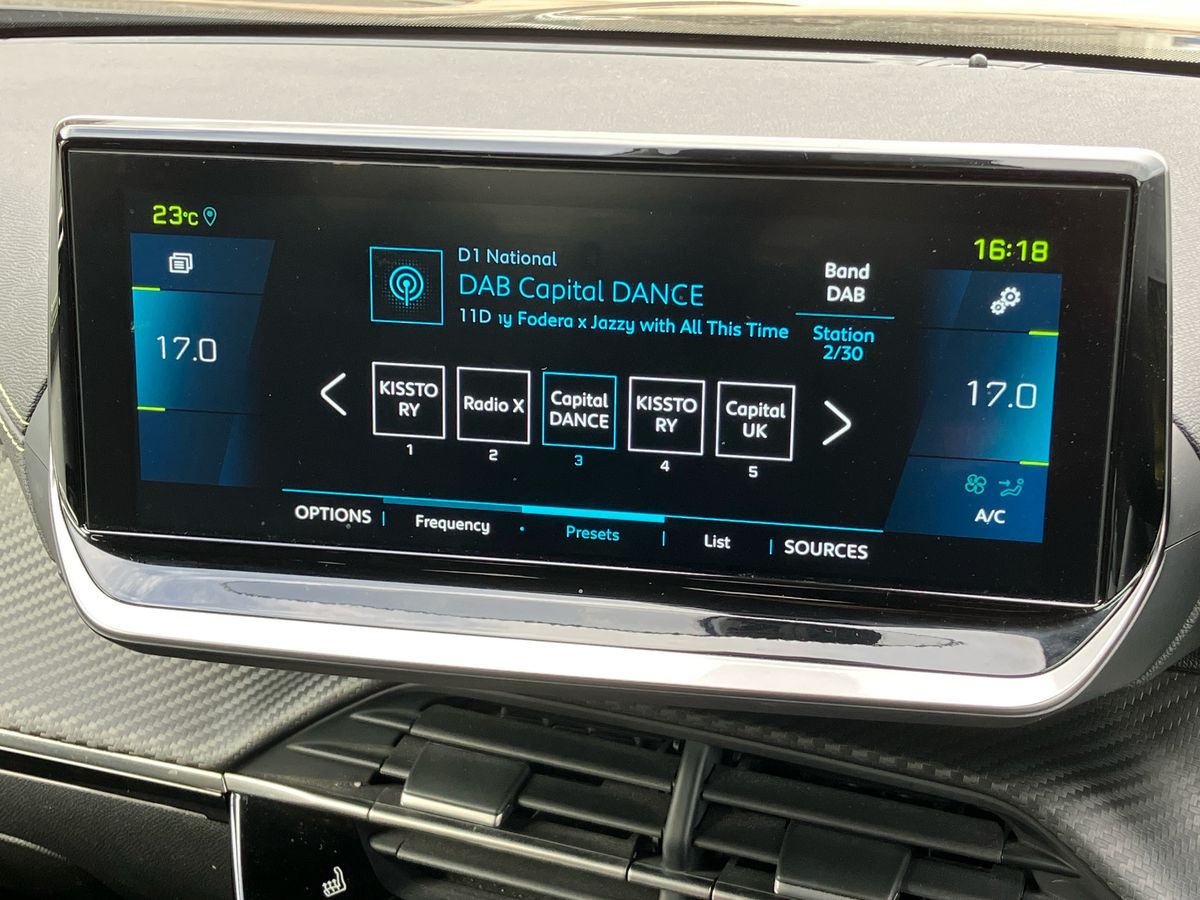 23°C
16:18
D1 National
DAB Capital DANCE
11D ny Fodera x Jazzy with All This Time
Band
DAB
Station
2/30
17.0
17.0
KISSTO
RY
1
Radio X
2
Capital
DANCE
3
KISSTO
RY
4
Capital
UK
5
A/C
OPTIONS
Frequency
Presets
List
SOURCES